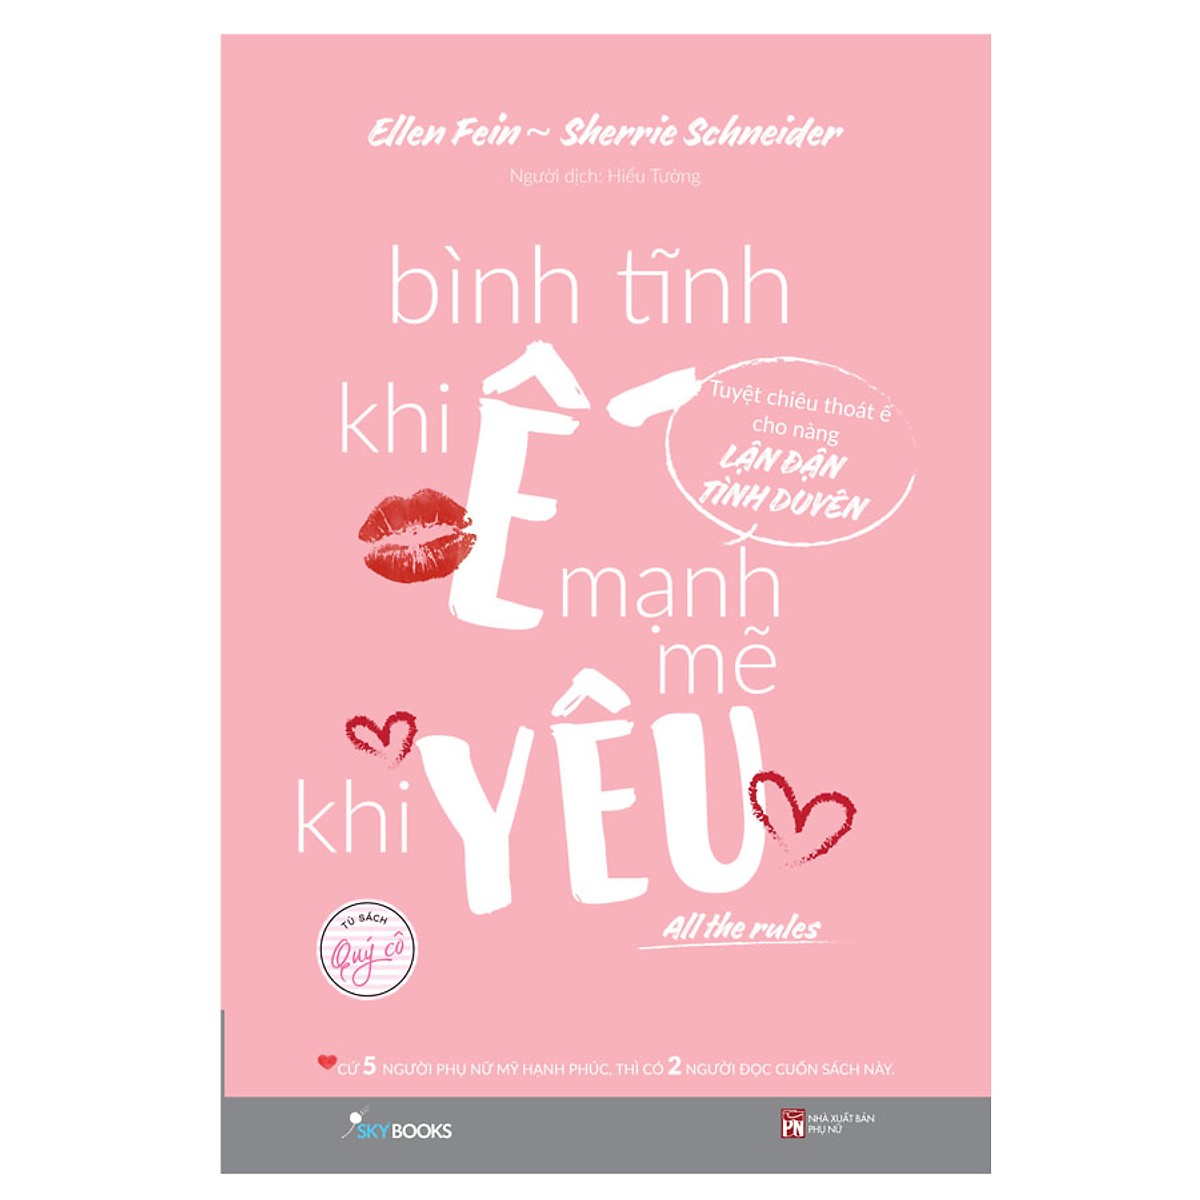 Ellen Fein ~ Sherrie Schneider
Người dịch: Hiểu Tường
bình tĩnh
khi Ế
Tuyệt chiêu thoát ế
cho nàng
LẬN ĐẬN
TÌNH DUYÊN
mạnh
mẽ
khi YÊU
All the rules
TỦ SÁCH
Quý cô
CỨ 5 NGƯỜI PHỤ NỮ MỸ HẠNH PHÚC, THÌ CÓ 2 NGƯỜI ĐỌC CUỐN SÁCH NÀY.
SKYBOOKS
PN
NHÀ XUẤT BẢN
PHỤ NỮ